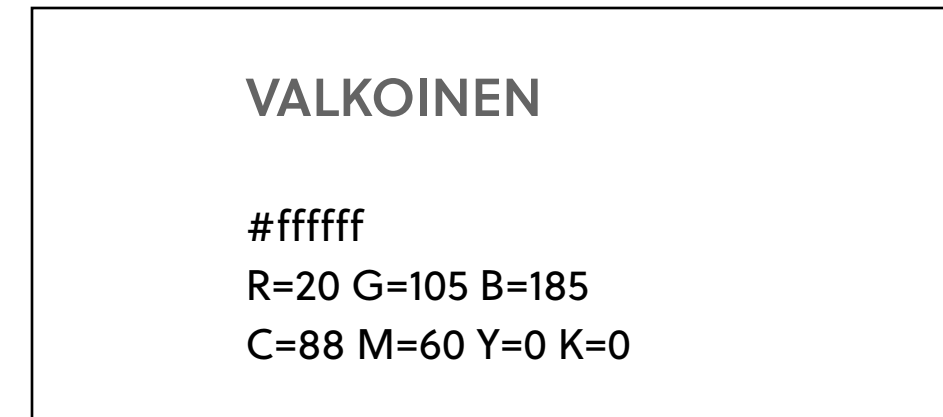 VALKOINEN
#ffffff
R=20 G=105 B=185
C=88 M=60 Y=0 K=0